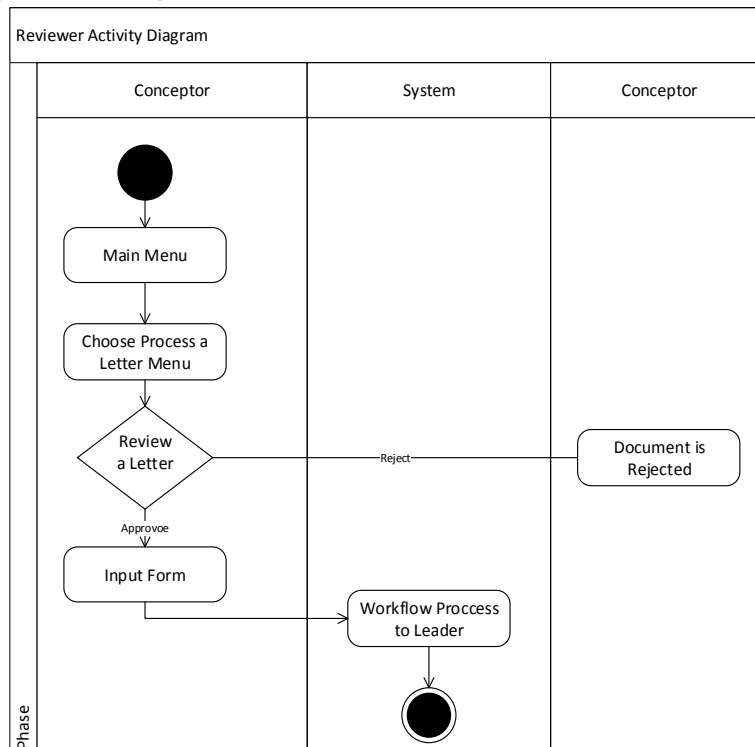 Reviewer Activity Diagram
Conceptor
System
Conceptor
Main Menu
Choose Process a
Letter Menu
Review
a Letter
Reject
Document is
Rejected
Approvoe
Input Form
Workflow Proccess
to Leader
Phase